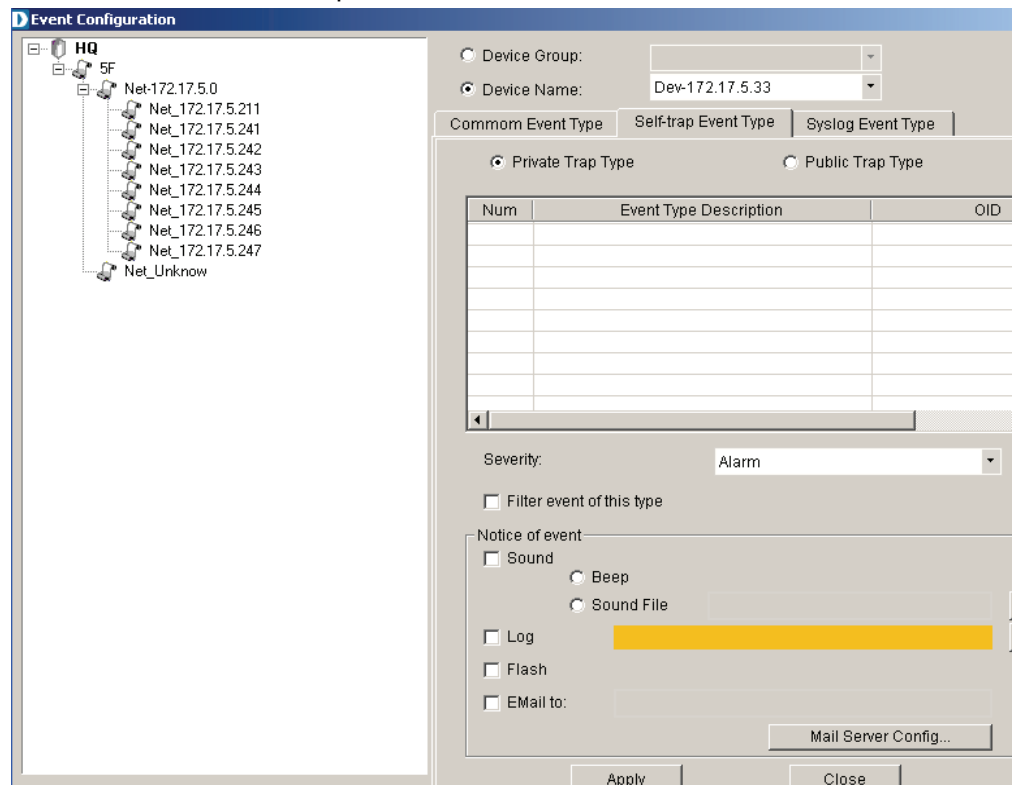 Event Configuration
HQ
5F
Net-172.17.5.0
Net_172.17.5.211
Net_172.17.5.241
Net_172.17.5.242
Net_172.17.5.243
Net_172.17.5.244
Net_172.17.5.245
Net_172.17.5.246
Net_172.17.5.247
Net_Unknow
Device Group:
Device Name: Dev-172.17.5.33
Commom Event Type Self-trap Event Type Syslog Event Type
Private Trap Type Public Trap Type
Num Event Type Description OID
Severity: Alarm
Filter event of this type
Notice of event
Sound
Beep
Sound File
Log
Flash
EMail to:
Mail Server Config...
Apply Close